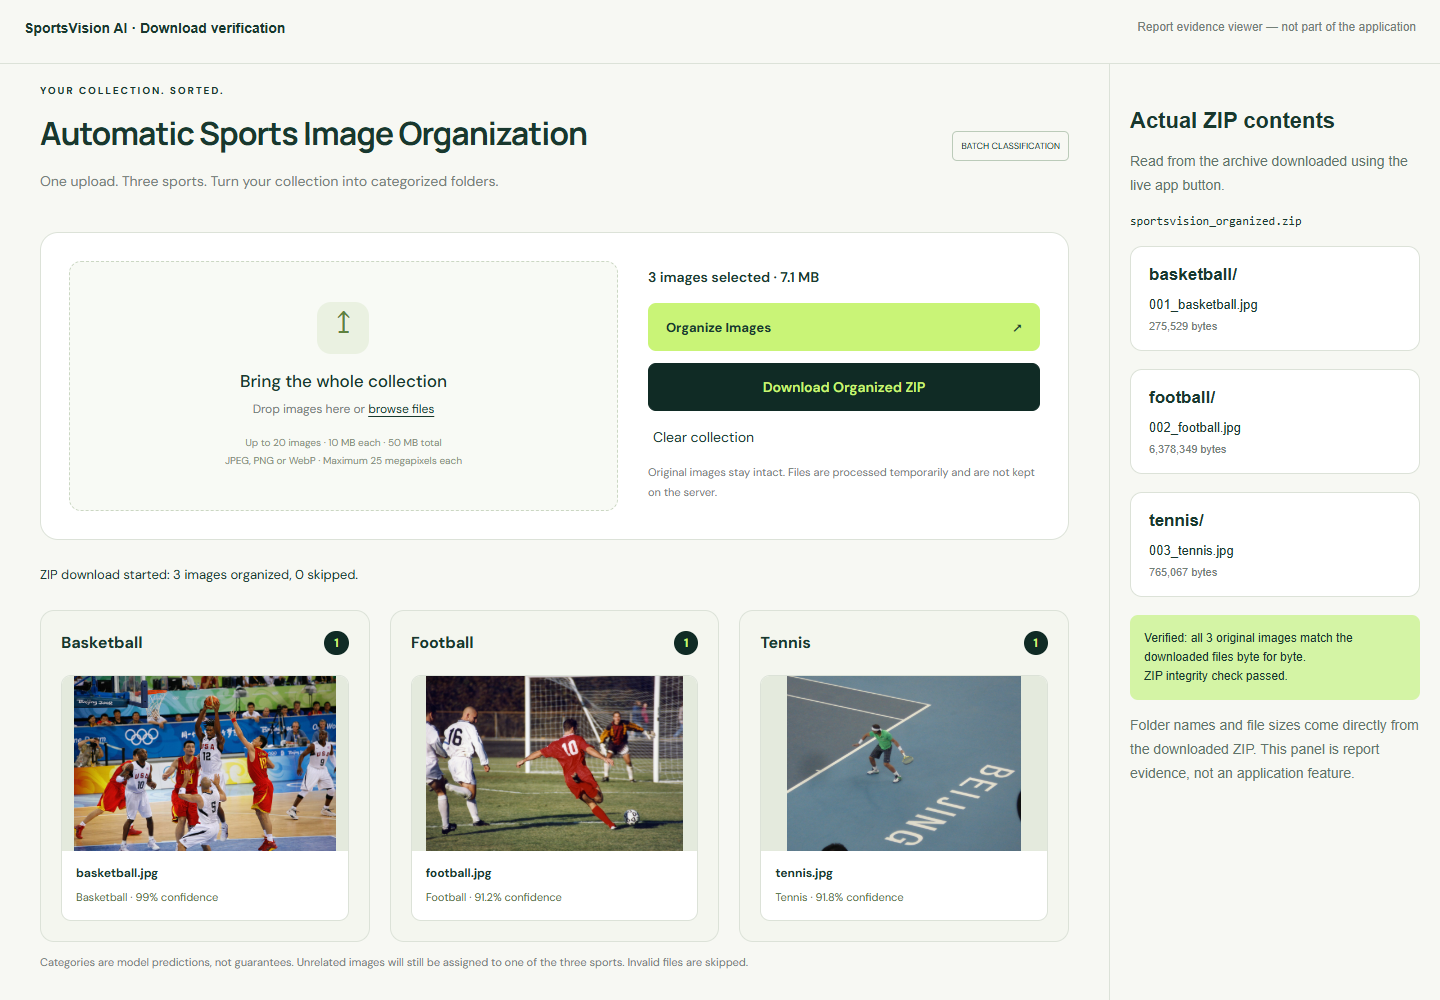 SportsVision AI · Download verification
Report evidence viewer — not part of the application
YOUR COLLECTION. SORTED.
Automatic Sports Image Organization
BATCH CLASSIFICATION
One upload. Three sports. Turn your collection into categorized folders.
Bring the whole collection
Drop images here or browse files
Up to 20 images · 10 MB each · 50 MB total
JPEG, PNG or WebP · Maximum 25 megapixels each
3 images selected · 7.1 MB
Organize Images ↗
Download Organized ZIP
Clear collection
Original images stay intact. Files are processed temporarily and are not kept
on the server.
ZIP download started: 3 images organized, 0 skipped.
Basketball 1
USA
12
USA
10
9
5
basketball.jpg
Basketball · 99% confidence
Football 1
16
10
football.jpg
Football · 91.2% confidence
Tennis 1
BEIJING
tennis.jpg
Tennis · 91.8% confidence
Categories are model predictions, not guarantees. Unrelated images will still be assigned to one of the three sports. Invalid files are skipped.
Actual ZIP contents
Read from the archive downloaded using the
live app button.
sportsvision_organized.zip
basketball/
001_basketball.jpg
275,529 bytes
football/
002_football.jpg
6,378,349 bytes
tennis/
003_tennis.jpg
765,067 bytes
Verified: all 3 original images match the
downloaded files byte for byte.
ZIP integrity check passed.
Folder names and file sizes come directly from
the downloaded ZIP. This panel is report
evidence, not an application feature.